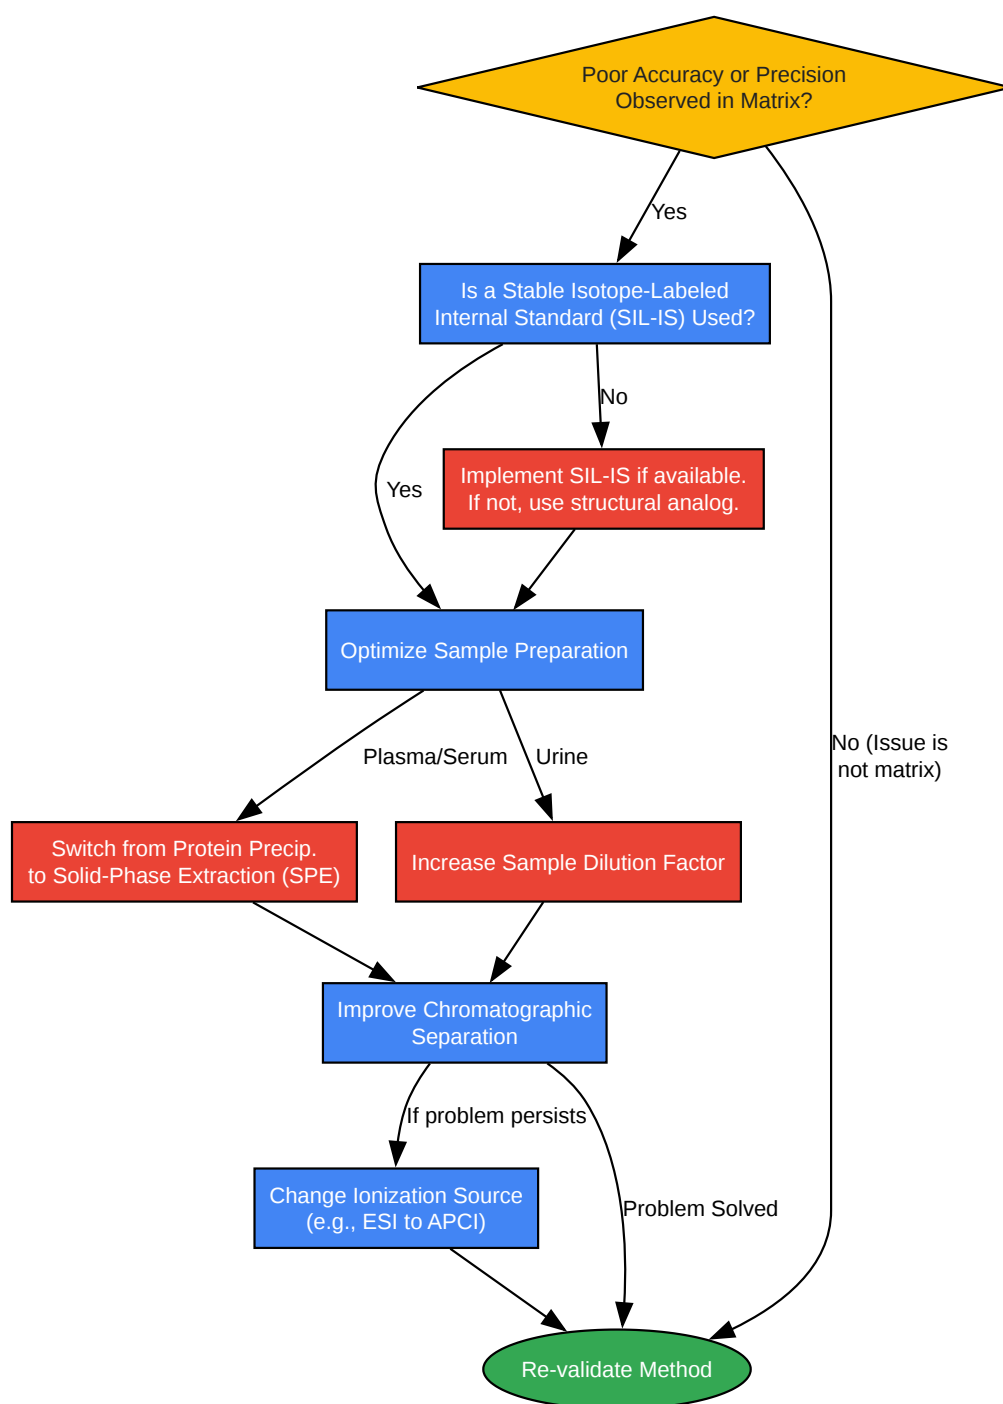 Poor Accuracy or Precision
Observed in Matrix?
Yes
Is a Stable Isotope-Labeled
Internal Standard (SIL-IS) Used?
No
Implement SIL-IS if available.
If not, use structural analog.
Yes
Optimize Sample Preparation
Plasma/Serum
Urine
No (Issue is
not matrix)
Switch from Protein Precip.
to Solid-Phase Extraction (SPE)
Increase Sample Dilution Factor
Improve Chromatographic
Separation
If problem persists
Change Ionization Source
(e.g., ESI to APCI)
Problem Solved
Re-validate Method